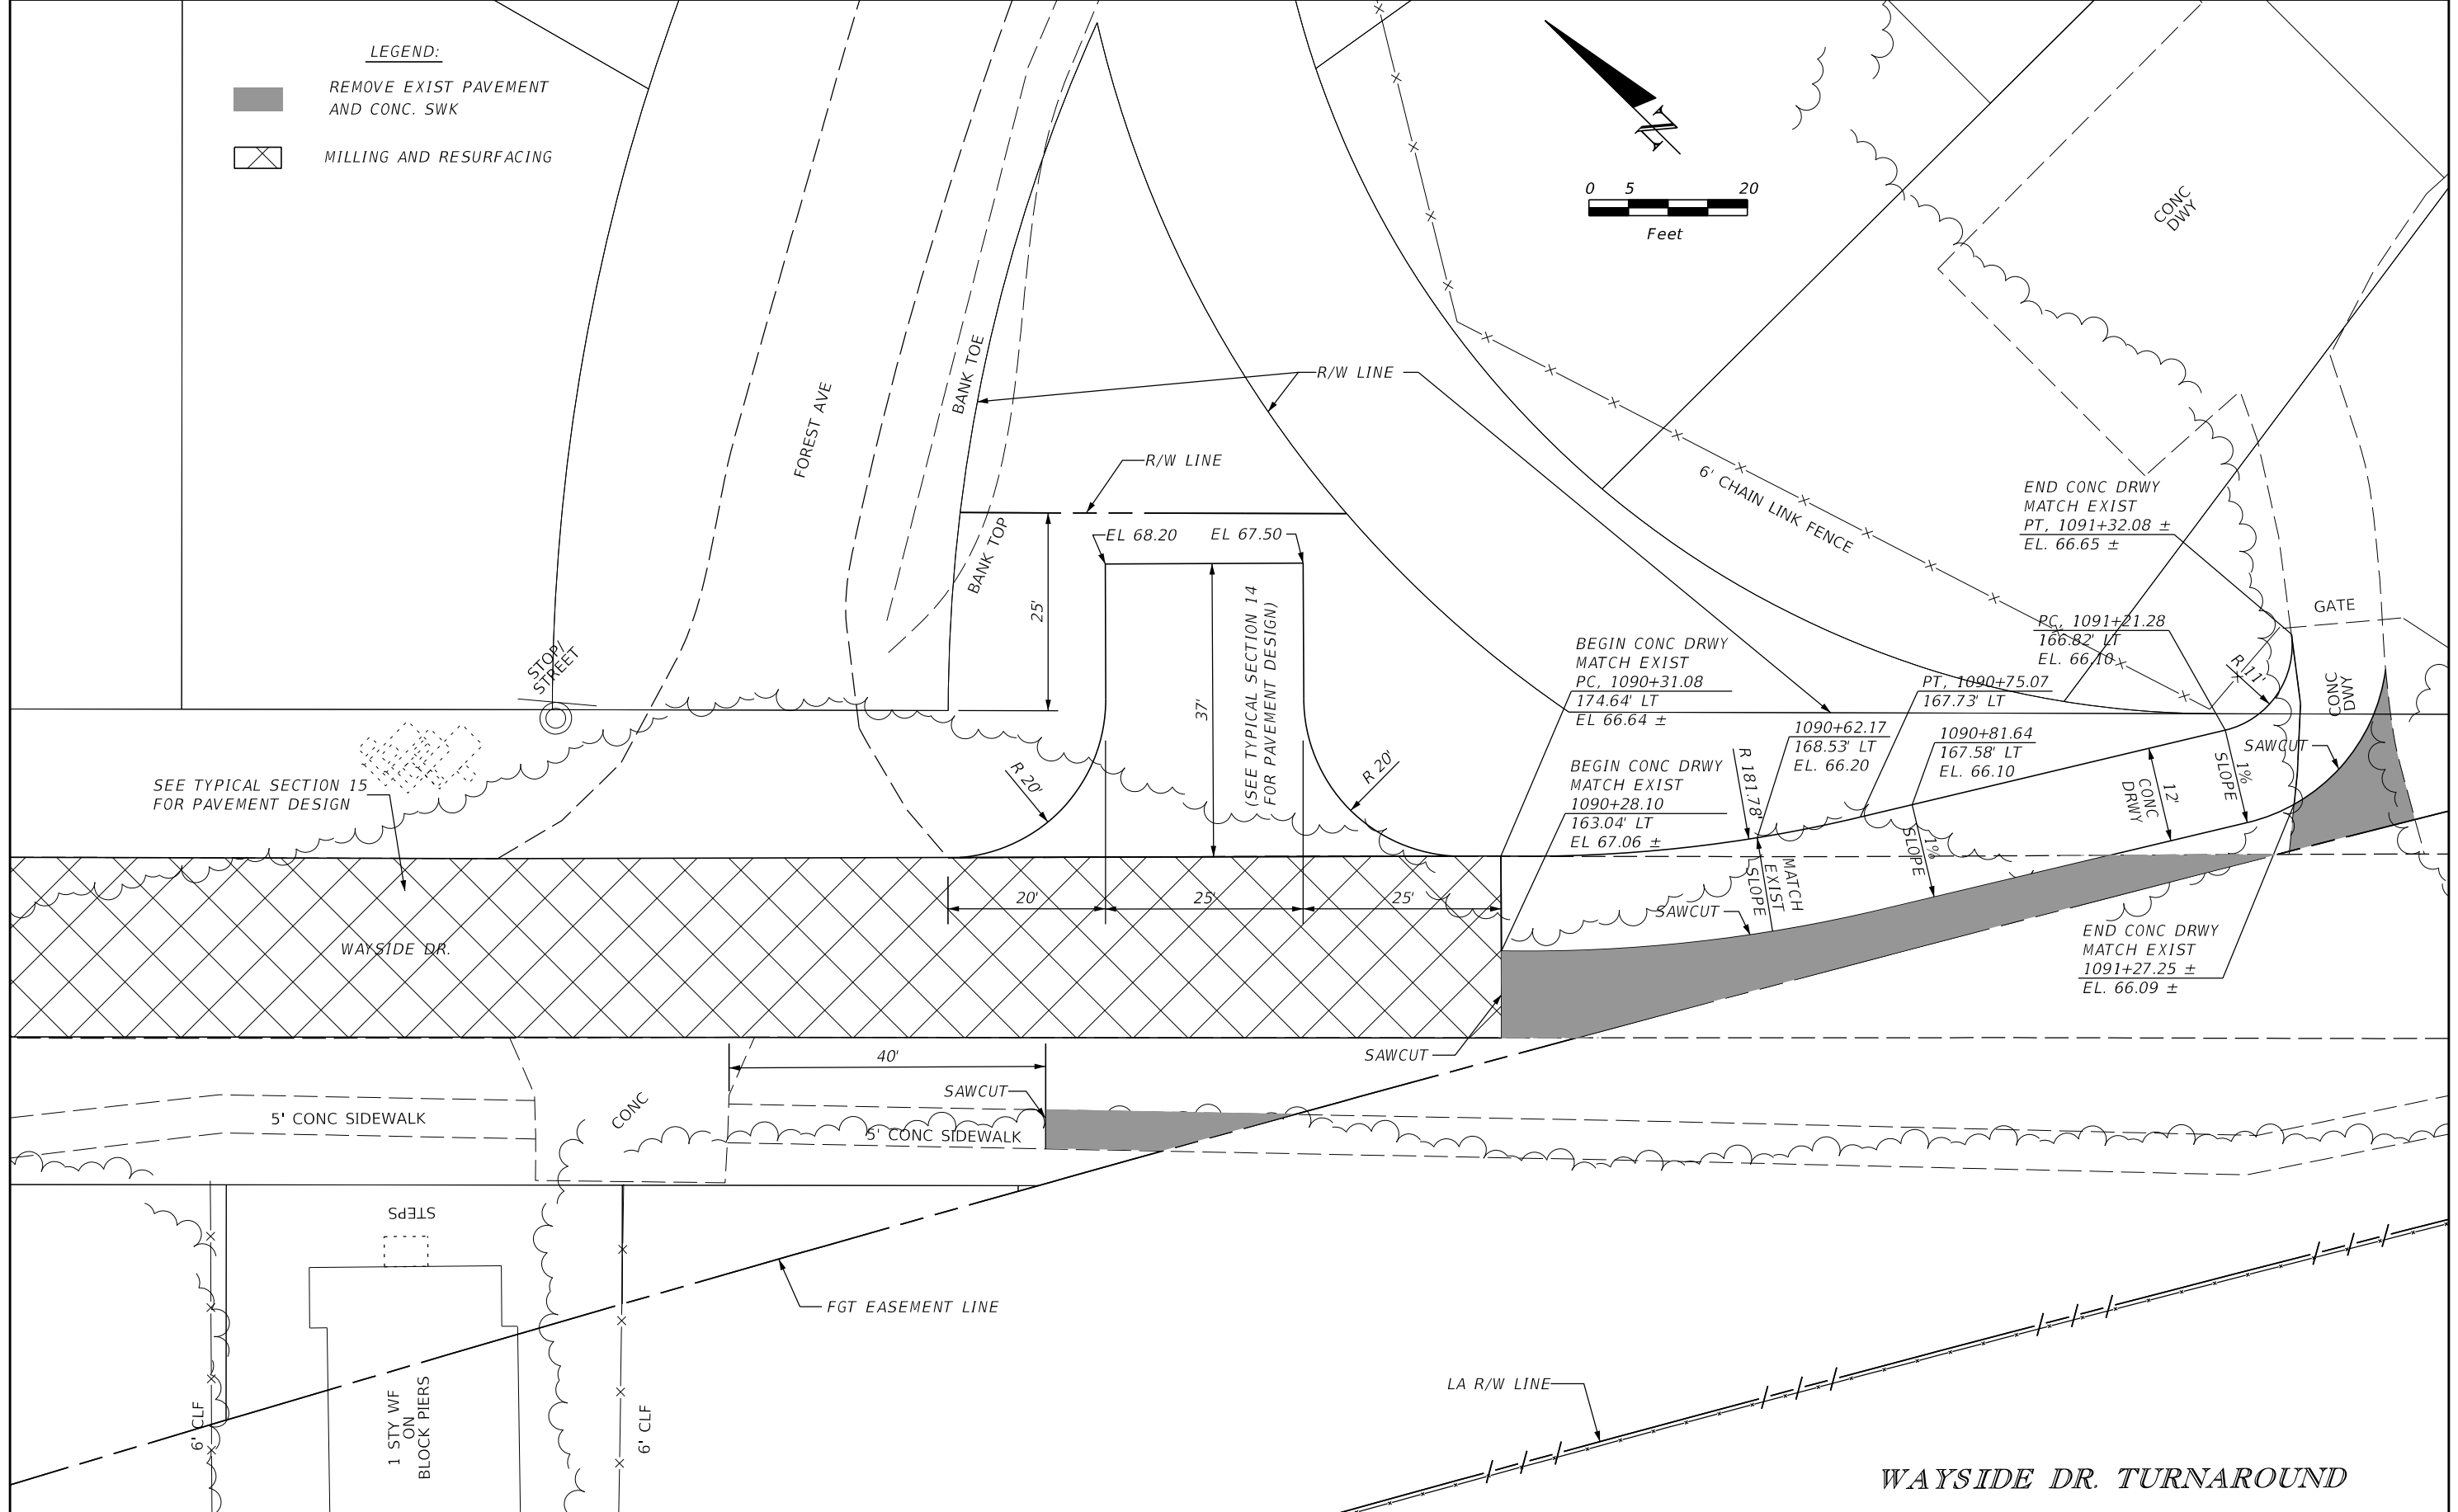 LEGEND:
REMOVE EXIST PAVEMENT
AND CONC. SWK
MILLING AND RESURFACING
N
0 5 20
Feet
CONC
DWY
BANK TOE
FOREST AVE
R/W LINE
R/W LINE
6' CHAIN LINK FENCE
BANK TOP
EL 68.20
EL 67.50
25'
37'
(SEE TYPICAL SECTION 14
FOR PAVEMENT DESIGN)
END CONC DRWY
MATCH EXIST
PT, 1091+32.08 ±
EL. 66.65 ±
GATE
STOP/
STREET
BEGIN CONC DRWY
MATCH EXIST
PC, 1090+31.08
174.64' LT
EL 66.64 ±
PC, 1091+21.28
166.82' LT
EL. 66.10
R 11'
CONC
DWY
PT, 1090+75.07
167.73' LT
1090+62.17
168.53' LT
EL. 66.20
1090+81.64
167.58' LT
EL. 66.10
SAWCUT
1%
SLOPE
R 20'
R 20'
R 181.78'
BEGIN CONC DRWY
MATCH EXIST
1090+28.10
163.04' LT
EL 67.06 ±
12'
CONC
DRWY
SEE TYPICAL SECTION 15
FOR PAVEMENT DESIGN
1%
SLOPE
MATCH
EXIST
SLOPE
20'
25'
25'
SAWCUT
WAYSIDE DR.
END CONC DRWY
MATCH EXIST
1091+27.25 ±
EL. 66.09 ±
40'
SAWCUT
SAWCUT
5' CONC SIDEWALK
CONC
5' CONC SIDEWALK
STEPS
FGT EASEMENT LINE
6' CLF
1 STY WF
ON
BLOCK PIERS
6' CLF
LA R/W LINE
WAYSIDE DR. TURNAROUND